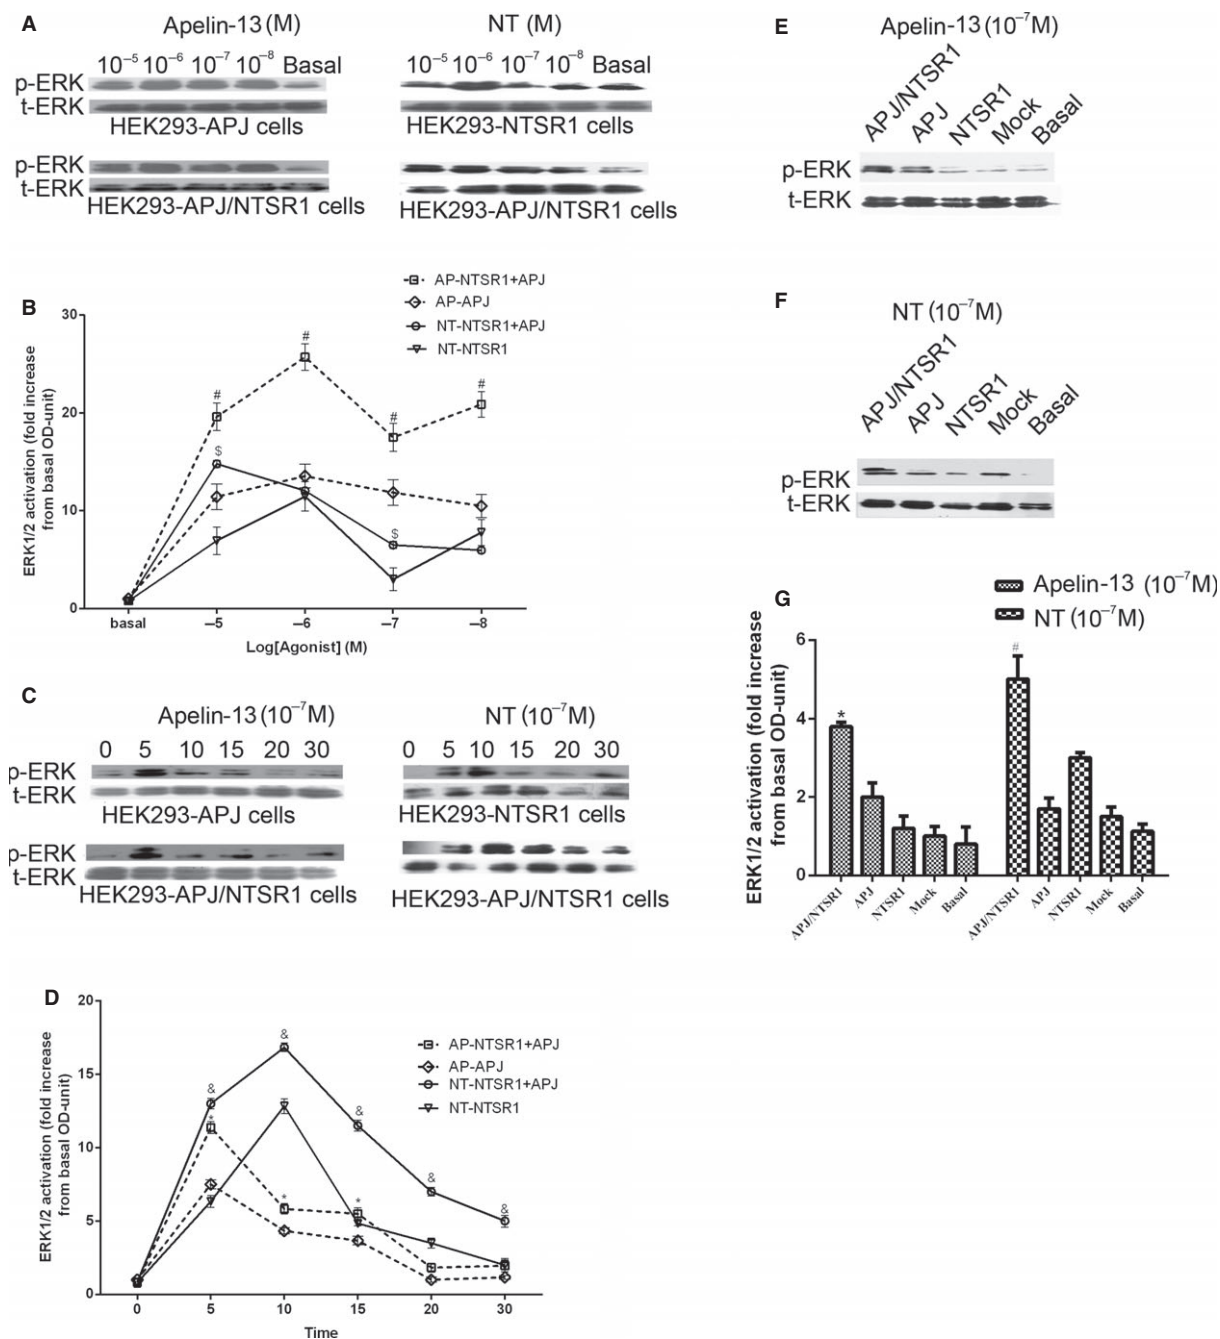 A
Apelin-13 (M)
10⁻⁵ 10⁻⁶ 10⁻⁷ 10⁻⁸ Basal
p-ERK
t-ERK
HEK293-APJ cells
p-ERK
t-ERK
HEK293-APJ/NTSR1 cells
NT (M)
10⁻⁵ 10⁻⁶ 10⁻⁷ 10⁻⁸ Basal
HEK293-NTSR1 cells
HEK293-APJ/NTSR1 cells
B
AP-NTSR1+APJ
AP-APJ
NT-NTSR1+APJ
NT-NTSR1
ERK1/2 activation (fold increase
from basal OD-unit)
30
20
10
0
# # # #
$ $
basal –5 –6 –7 –8
Log[Agonist] (M)
C
Apelin-13 (10⁻⁷M)
0 5 10 15 20 30
p-ERK
t-ERK
HEK293-APJ cells
p-ERK
t-ERK
HEK293-APJ/NTSR1 cells
NT (10⁻⁷M)
0 5 10 15 20 30
HEK293-NTSR1 cells
HEK293-APJ/NTSR1 cells
D
AP-NTSR1+APJ
AP-APJ
NT-NTSR1+APJ
NT-NTSR1
ERK1/2 activation (fold increase
from basal OD-unit)
20
15
10
5
0
& & & & &
* * *
0 5 10 15 20 30
Time
E
Apelin-13 (10⁻⁷M)
APJ/NTSR1 APJ NTSR1 Mock Basal
p-ERK
t-ERK
F
NT (10⁻⁷M)
APJ/NTSR1 APJ NTSR1 Mock Basal
p-ERK
t-ERK
G
Apelin-13 (10⁻⁷M)
NT (10⁻⁷M)
ERK1/2 activation (fold increase
from basal OD-unit)
6
4
2
0
* #
APJ/NTSR1 APJ NTSR1 Mock Basal APJ/NTSR1 APJ NTSR1 Mock Basal